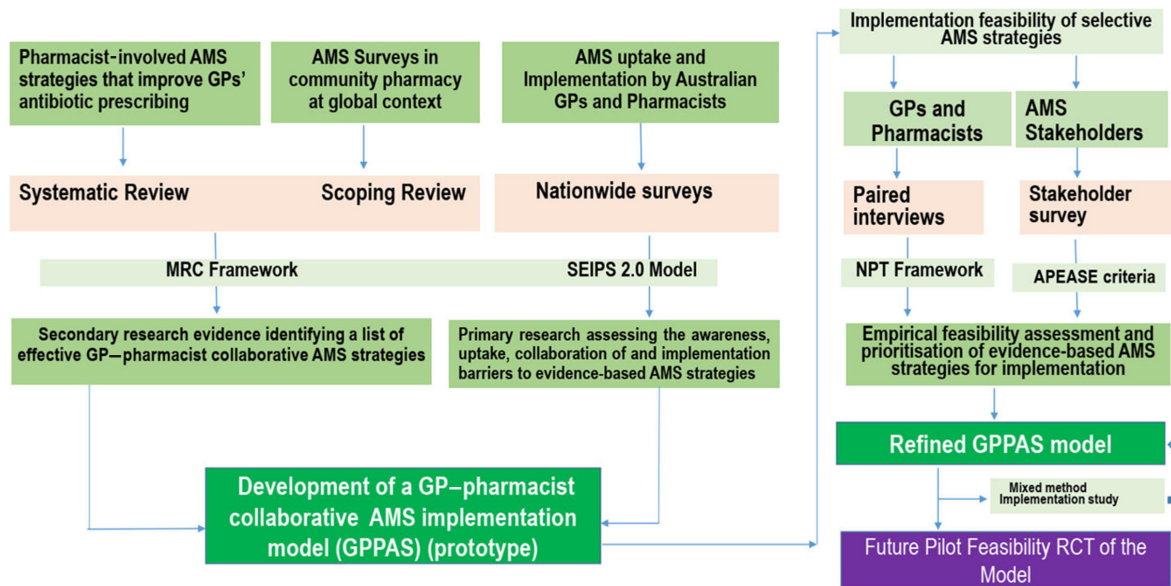 Pharmacist-involved AMS
strategies that improve GPs'
antibiotic prescribing
AMS Surveys in
community pharmacy
at global context
AMS uptake and
Implementation by Australian
GPs and Pharmacists
Systematic Review
Scoping Review
Nationwide surveys
MRC Framework
SEIPS 2.0 Model
Secondary research evidence identifying a list of
effective GP–pharmacist collaborative AMS strategies
Primary research assessing the awareness,
uptake, collaboration of and implementation
barriers to evidence-based AMS strategies
Development of a GP–pharmacist
collaborative AMS implementation
model (GPPAS) (prototype)
Implementation feasibility of selective
AMS strategies
GPs and
Pharmacists
AMS
Stakeholders
Paired
interviews
Stakeholder
survey
NPT Framework
APEASE criteria
Empirical feasibility assessment and
prioritisation of evidence-based AMS
strategies for implementation
Refined GPPAS model
Mixed method
Implementation study
Future Pilot Feasibility RCT of the
Model